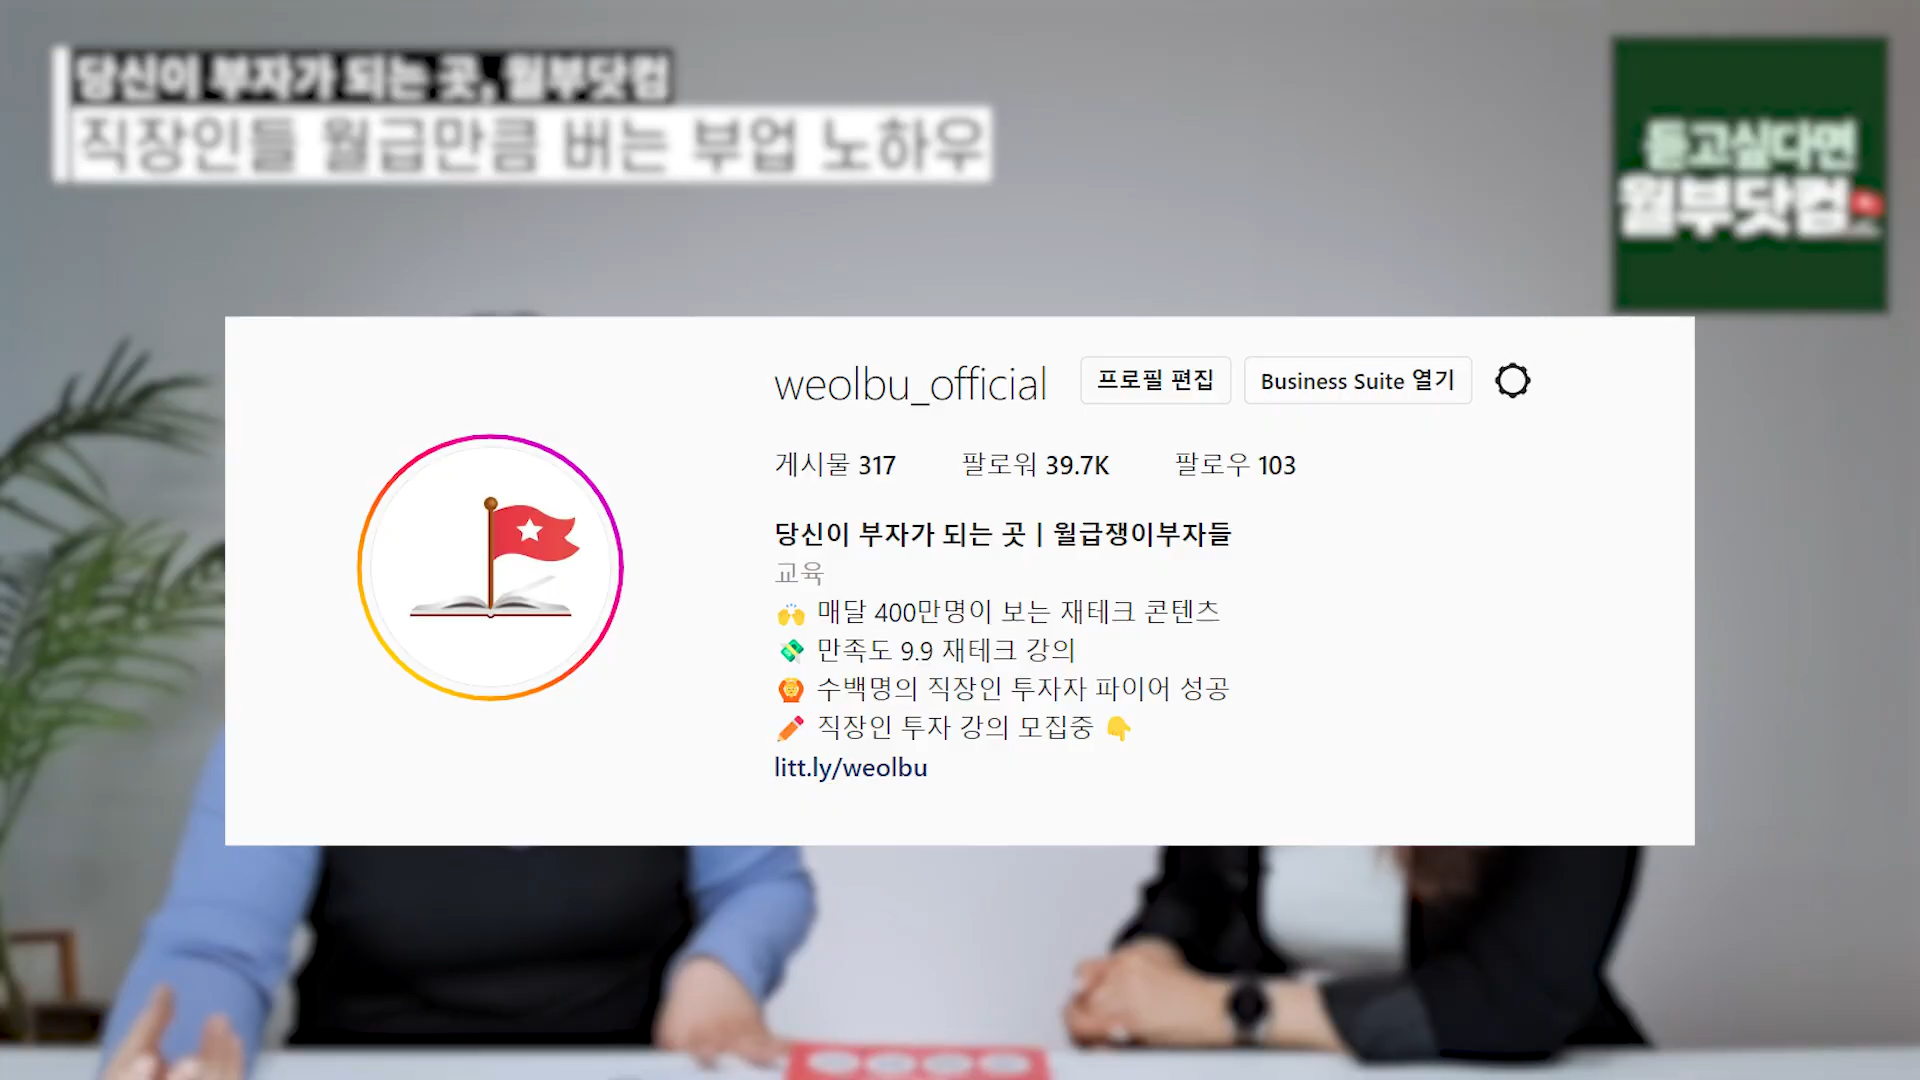 당신이 부자가 되는 곳, 월부닷컴
직장인들 월급만큼 버는 부업 노하우
듣고싶다면
월부닷컴
weolbu_official 프로필 편집 Business Suite 열기
게시물 317 팔로워 39.7K 팔로우 103
당신이 부자가 되는 곳 | 월급쟁이부자들
교육
🙌 매달 400만명이 보는 재테크 콘텐츠
💸 만족도 9.9 재테크 강의
🙆 수백명의 직장인 투자자 파이어 성공
✏️ 직장인 투자 강의 모집중 👇
litt.ly/weolbu